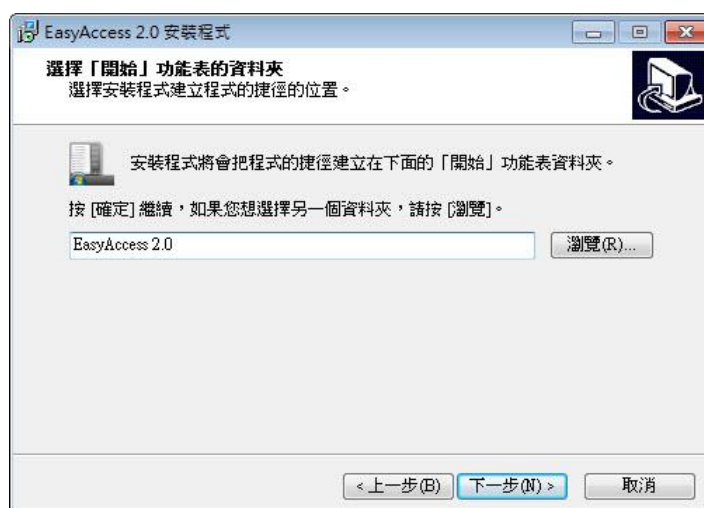 EasyAccess 2.0 安裝程式
選擇「開始」功能表的資料夾
選擇安裝程式建立程式的捷徑的位置。
安裝程式將會把程式的捷徑建立在下面的「開始」功能表資料夾。
按 [確定] 繼續，如果您想選擇另一個資料夾，請按 [瀏覽]。
EasyAccess 2.0
瀏覽(R)...
< 上一步(B)
下一步(N) >
取消